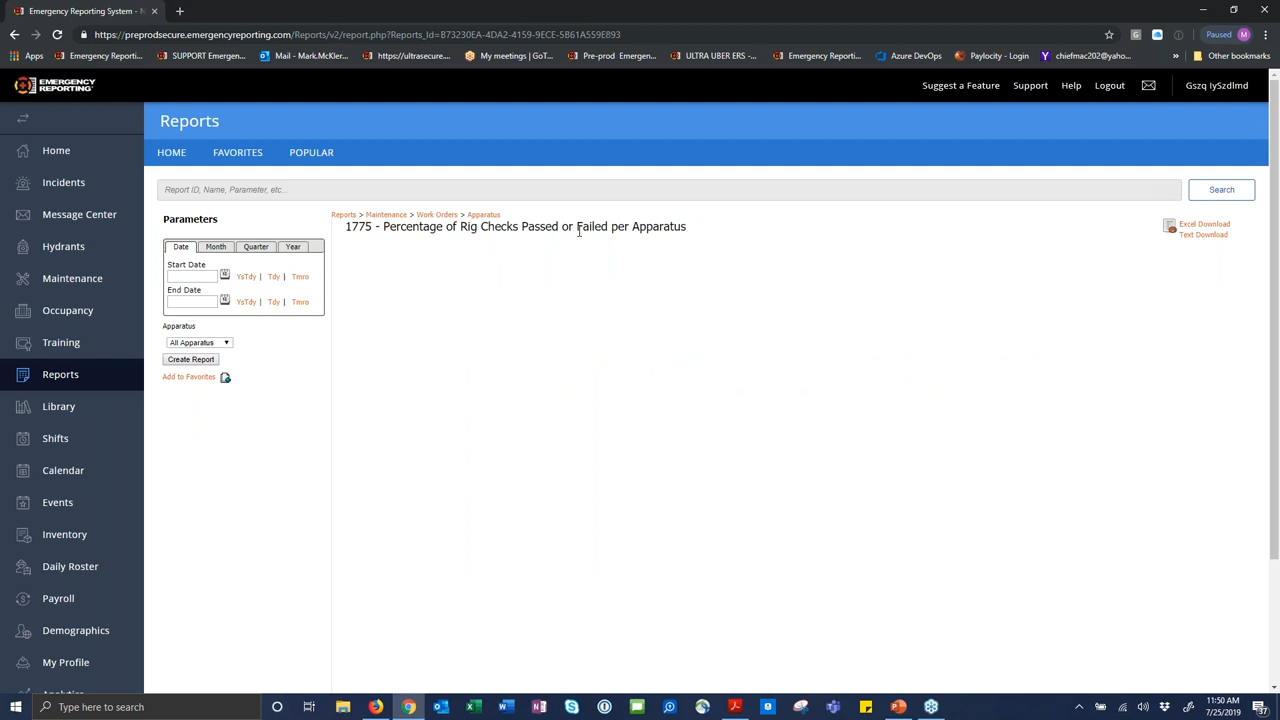 Emergency Reporting System - ve
https://preprodsecure.emergencyreporting.com/Reports/v2/report.php?Reports_Id=B73230EA-4DA2-4159-9ECE-5B61A559E893
Paused
M
Apps
SUPPORT Emergenc...
Mail - Mark.McKler...
https://ultrasecure....
My meetings | GoT...
Pre-prod Emergen...
ULTRA UBER ERS -...
Emergency Reportin...
Azure DevOps
Paylocity - Login
chiefmac202@yaho...
»
Other bookmarks
EMERGENCY
REPORTING
Suggest a Feature
Support
Help
Logout
Gszq IySzdlmd
Home
Incidents
Message Center
Hydrants
Maintenance
Occupancy
Training
Reports
Library
Shifts
Calendar
Events
Inventory
Daily Roster
Payroll
Demographics
My Profile
Analytics
Reports
HOME FAVORITES POPULAR
Report ID, Name, Parameter, etc...
Search
Parameters
Date Month Quarter Year
Start Date
YsTdy | Tdy | Tmro
End Date
YsTdy | Tdy | Tmro
Apparatus
All Apparatus
Create Report
Add to Favorites
Reports > Maintenance > Work Orders > Apparatus
1775 - Percentage of Rig Checks Passed or Failed per Apparatus
Excel Download
Text Download
Type here to search
11:50 AM
7/25/2019
37